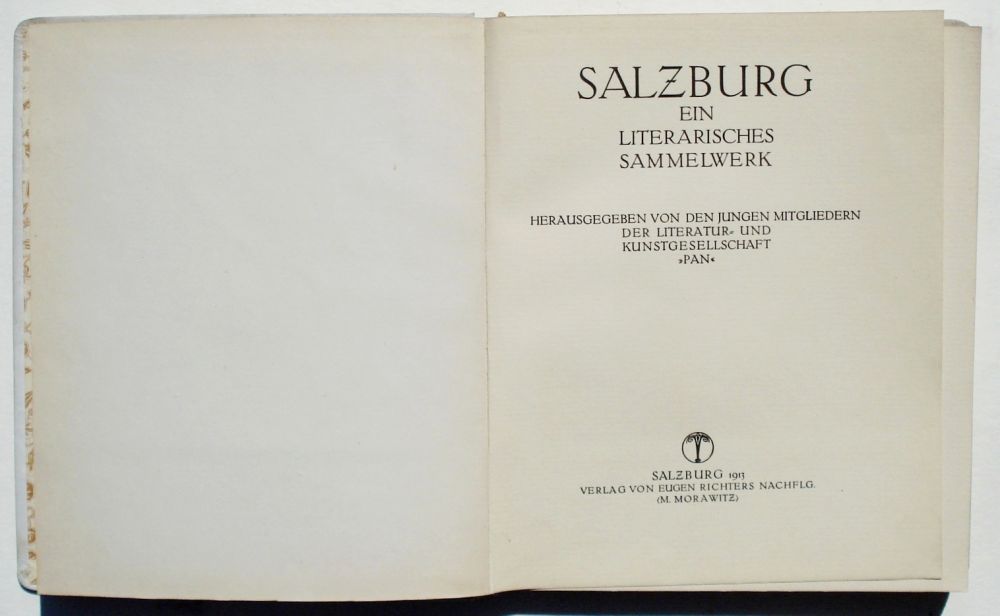 SALZBURG
EIN
LITERARISCHES
SAMMELWERK
HERAUSGEGEBEN VON DEN JUNGEN MITGLIEDERN
DER LITERATUR- UND
KUNSTGESELLSCHAFT
»PAN«
SALZBURG 1913
VERLAG VON EUGEN RICHTERS NACHFLG.
(M. MORAWITZ)